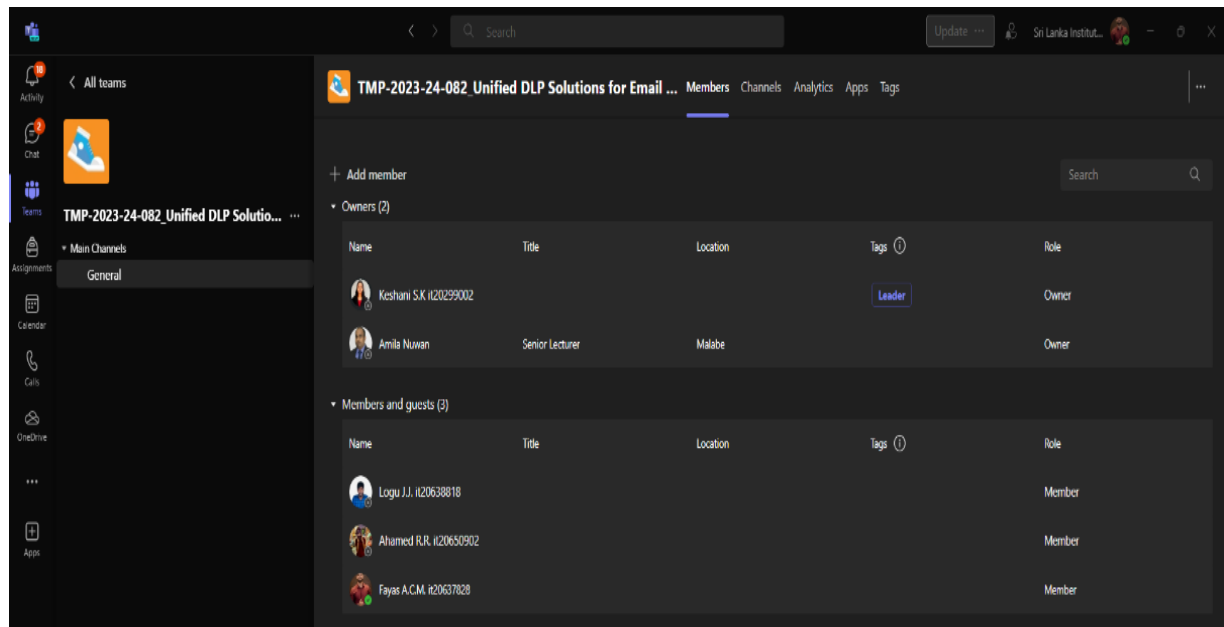 Search
Update ...
Sri Lanka Institut...
18
Activity
2
Chat
Teams
Assignments
Calendar
Calls
OneDrive
...
Apps
All teams
TMP-2023-24-082_Unified DLP Solutio... ...
Main Channels
General
TMP-2023-24-082_Unified DLP Solutions for Email ... Members Channels Analytics Apps Tags ...
Add member
Search
Owners (2)
Name Title Location Tags Role
Keshani S.K it20299002 Leader Owner
Amila Nuwan Senior Lecturer Malabe Owner
Members and guests (3)
Name Title Location Tags Role
Logu J.J. it20638818 Member
Ahamed R.R. it20650902 Member
Fayas A.C.M. it20637828 Member